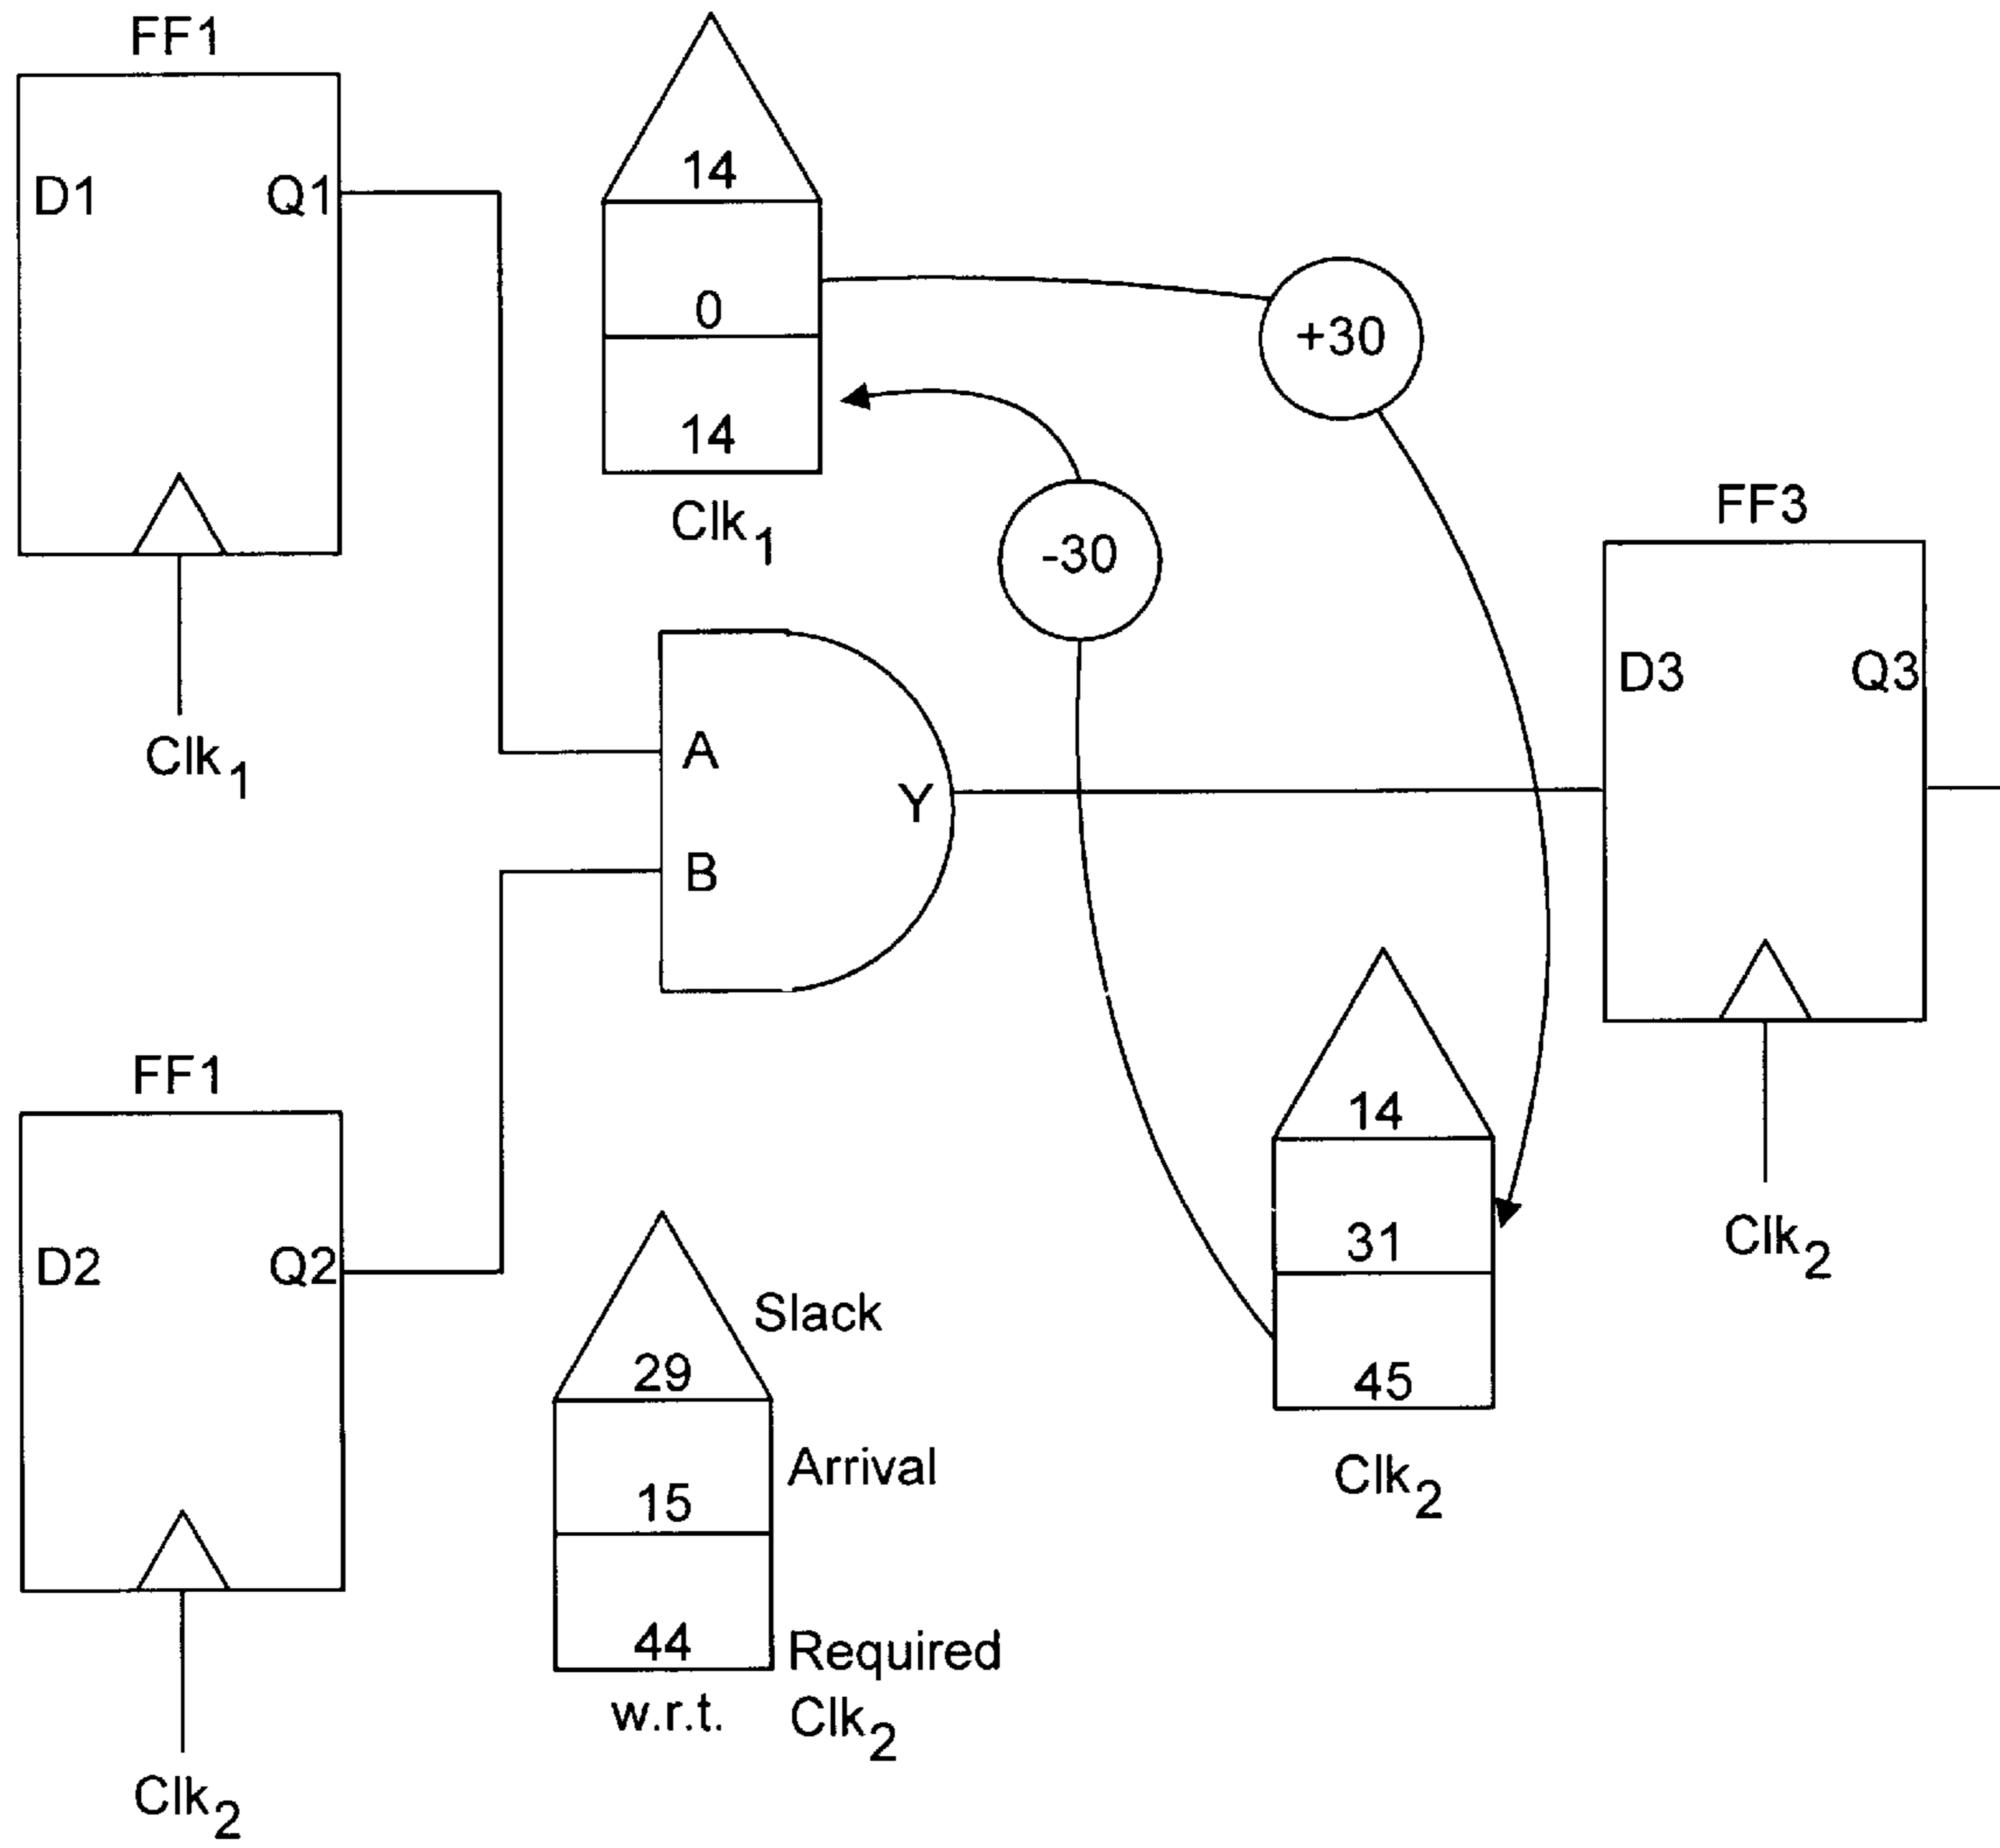 FF1
D1 Q1
Clk1
14
0
14
Clk1
+30
-30
A
B
Y
FF3
D3 Q3
Clk2
FF1
D2 Q2
Clk2
29 Slack
15 Arrival
44 Required
w.r.t. Clk2
14
31
45
Clk2